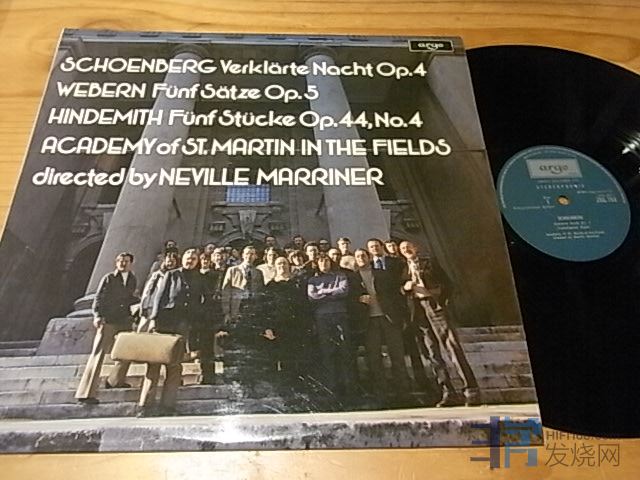 argo
SCHOENBERG Verklärte Nacht Op.4
WEBERN Fünf Sätze Op.5
HINDEMITH Fünf Stücke Op.44, No.4
ACADEMY of ST. MARTIN IN THE FIELDS
directed by NEVILLE MARRINER
argo
STEREOPHONIC
SCHOENBERG
发烧网